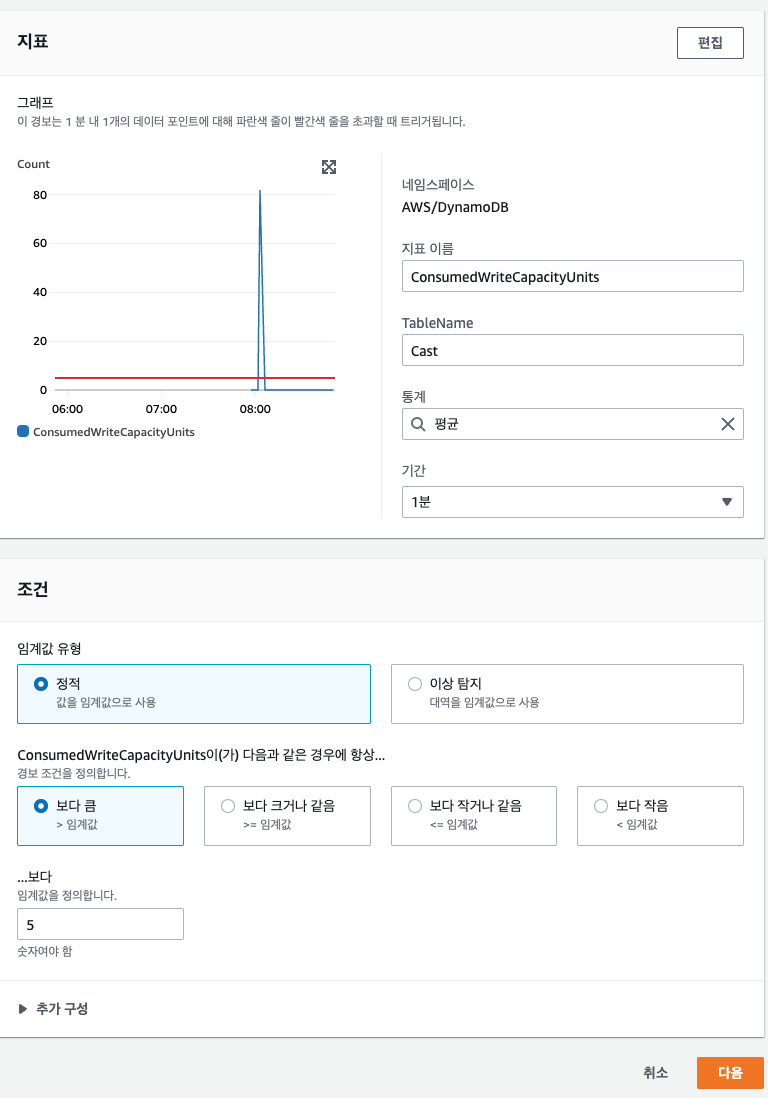 지표
편집
그래프
이 경보는 1 분 내 1개의 데이터 포인트에 대해 파란색 줄이 빨간색 줄을 초과할 때 트리거됩니다.
Count
80
60
40
20
0
06:00 07:00 08:00
ConsumedWriteCapacityUnits
네임스페이스
AWS/DynamoDB
지표 이름
ConsumedWriteCapacityUnits
TableName
Cast
통계
평균
기간
1분
조건
임계값 유형
정적
값을 임계값으로 사용
이상 탐지
대역을 임계값으로 사용
ConsumedWriteCapacityUnits이(가) 다음과 같은 경우에 항상...
경보 조건을 정의합니다.
보다 큼
> 임계값
보다 크거나 같음
>= 임계값
보다 작거나 같음
<= 임계값
보다 작음
< 임계값
...보다
임계값을 정의합니다.
5
숫자여야 함
추가 구성
취소
다음